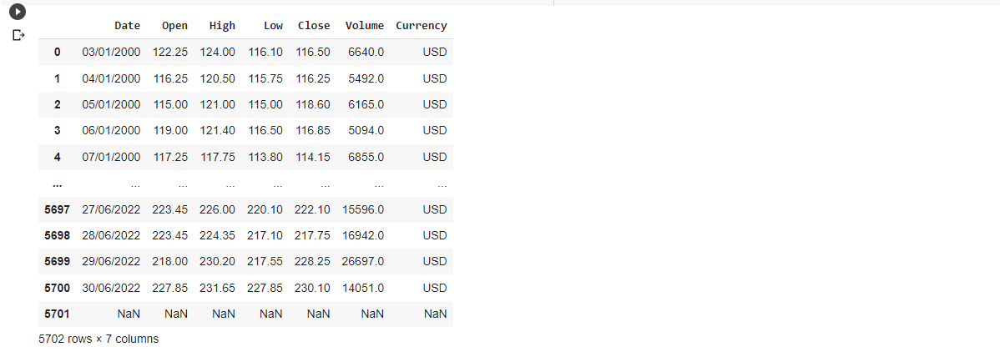 Date Open High Low Close Volume Currency
0 03/01/2000 122.25 124.00 116.10 116.50 6640.0 USD
1 04/01/2000 116.25 120.50 115.75 116.25 5492.0 USD
2 05/01/2000 115.00 121.00 115.00 118.60 6165.0 USD
3 06/01/2000 119.00 121.40 116.50 116.85 5094.0 USD
4 07/01/2000 117.25 117.75 113.80 114.15 6855.0 USD
... ... ... ... ... ... ... ...
5697 27/06/2022 223.45 226.00 220.10 222.10 15596.0 USD
5698 28/06/2022 223.45 224.35 217.10 217.75 16942.0 USD
5699 29/06/2022 218.00 230.20 217.55 228.25 26697.0 USD
5700 30/06/2022 227.85 231.65 227.85 230.10 14051.0 USD
5701 NaN NaN NaN NaN NaN NaN NaN
5702 rows × 7 columns